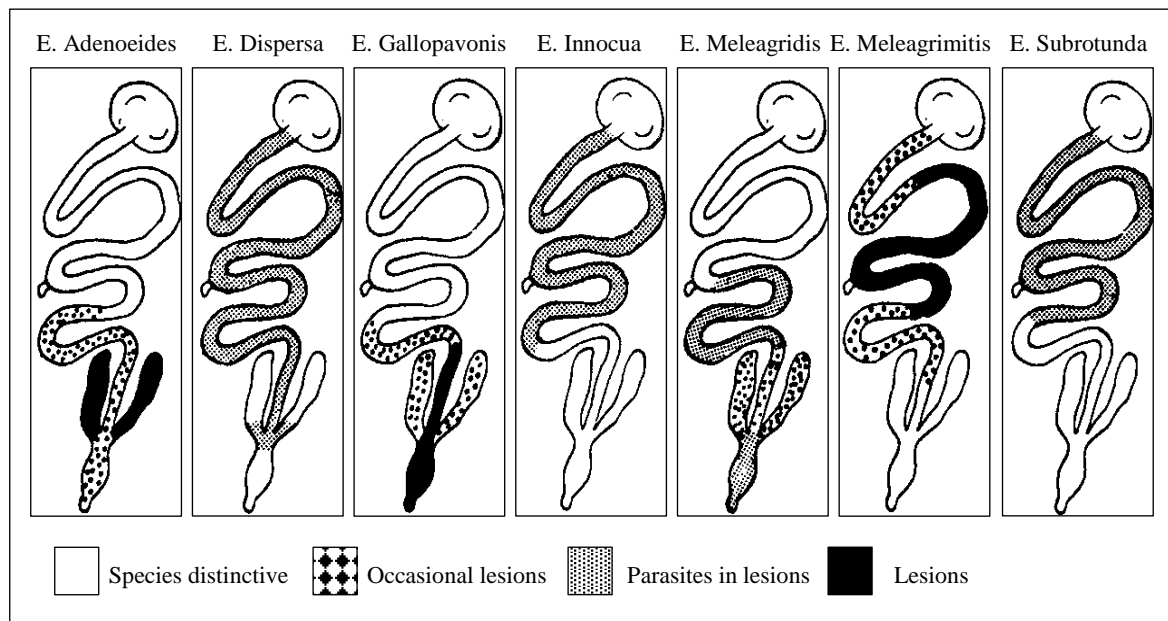 E. Adenoeides E. Dispersa E. Gallopavonis E. Innocua E. Meleagridis E. Meleagrimitis E. Subrotunda
Species distinctive Occasional lesions Parasites in lesions Lesions